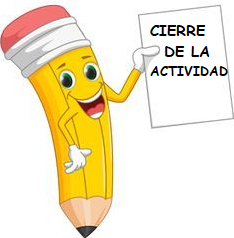 CIERRE
DE LA
ACTIVIDAD